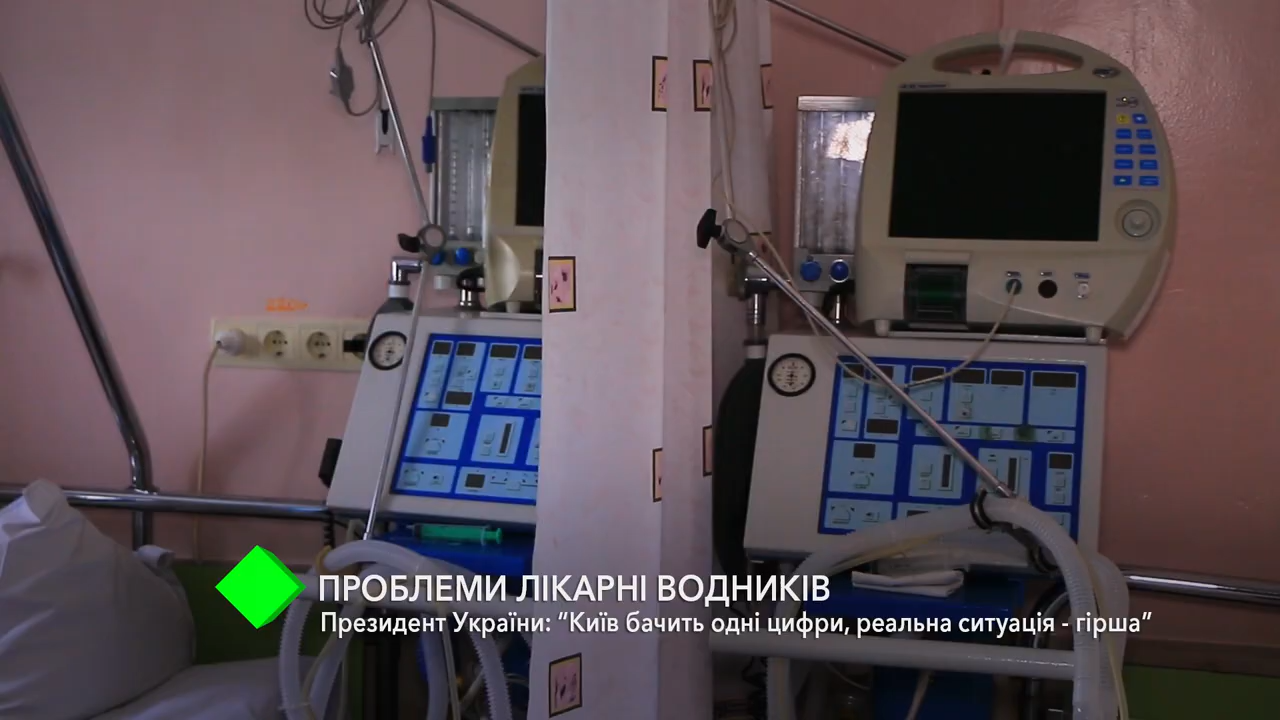 ПРОБЛЕМИ ЛІКАРНІ ВОДНИКІВ
Президент України: “Київ бачить одні цифри, реальна ситуація - гірша”